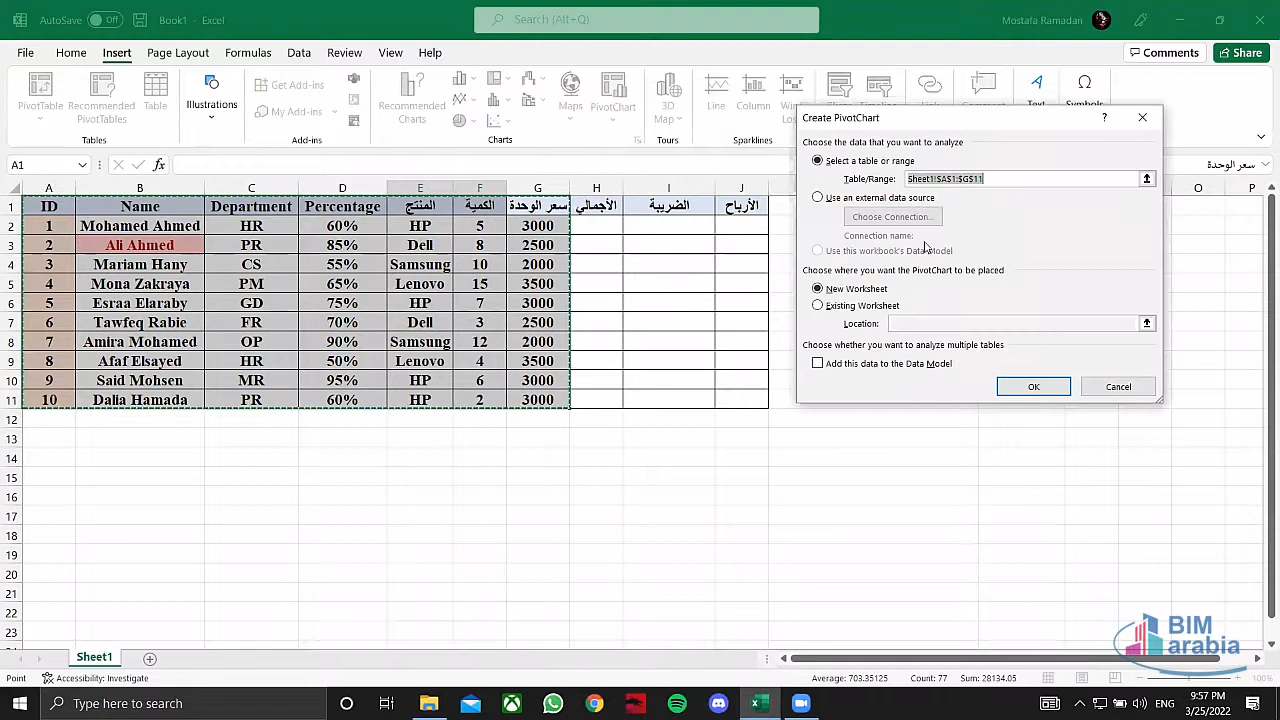 AutoSave Off Book1 - Excel Search (Alt+Q) Mostafa Ramadan
File Home Insert Page Layout Formulas Data Review View Help Comments Share
PivotTable Recommended PivotTables Table Illustrations Get Add-ins My Add-ins Recommended Charts Maps PivotChart 3D Map Line Column Win Loss Link Comment Text Symbols
Tables Add-ins Charts Tours Sparklines
A1 fx سعر الوحدة
A B C D E F G H I J O P
1 ID Name Department Percentage المنتج الكمية سعر الوحدة الأجمالي الضريبة الأرباح
2 1 Mohamed Ahmed HR 60% HP 5 3000
3 2 Ali Ahmed PR 85% Dell 8 2500
4 3 Mariam Hany CS 55% Samsung 10 2000
5 4 Mona Zakraya PM 65% Lenovo 15 3500
6 5 Esraa Elaraby GD 75% HP 7 3000
7 6 Tawfeq Rabie FR 70% Dell 3 2500
8 7 Amira Mohamed OP 90% Samsung 12 2000
9 8 Afaf Elsayed HR 50% Lenovo 4 3500
10 9 Said Mohsen MR 95% HP 6 3000
11 10 Dalia Hamada PR 60% HP 2 3000
12
13
14
15
16
17
18
19
20
21
22
23
Create PivotChart ?
Choose the data that you want to analyze
Select a table or range
Table/Range: Sheet1!$A$1:$G$11
Use an external data source
Choose Connection...
Connection name:
Use this workbook's Data Model
Choose where you want the PivotChart to be placed
New Worksheet
Existing Worksheet
Location:
Choose whether you want to analyze multiple tables
Add this data to the Data Model
OK Cancel
BIM
arabia
Sheet1
Point Accessibility: Investigate Average: 703.35125 Count: 77 Sum: 28134.05 100%
Type here to search ENG 9:57 PM
3/25/2022